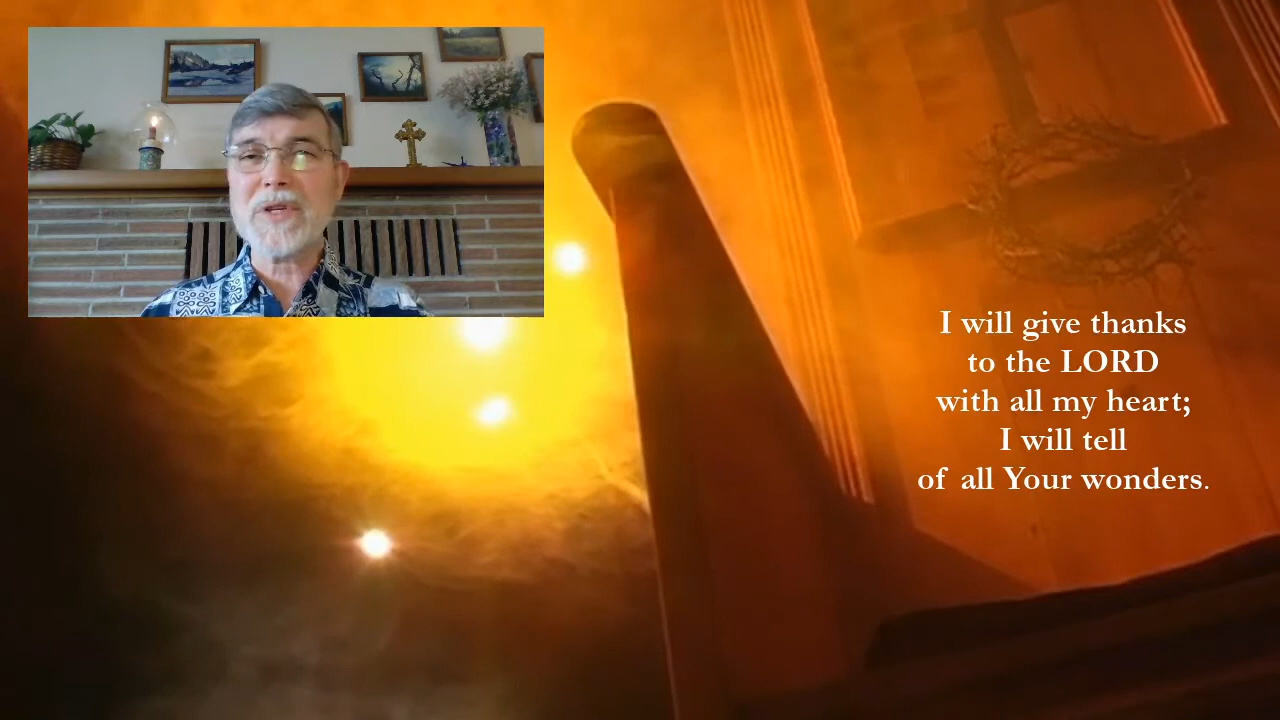 I will give thanks
to the LORD
with all my heart;
I will tell
of all Your wonders.